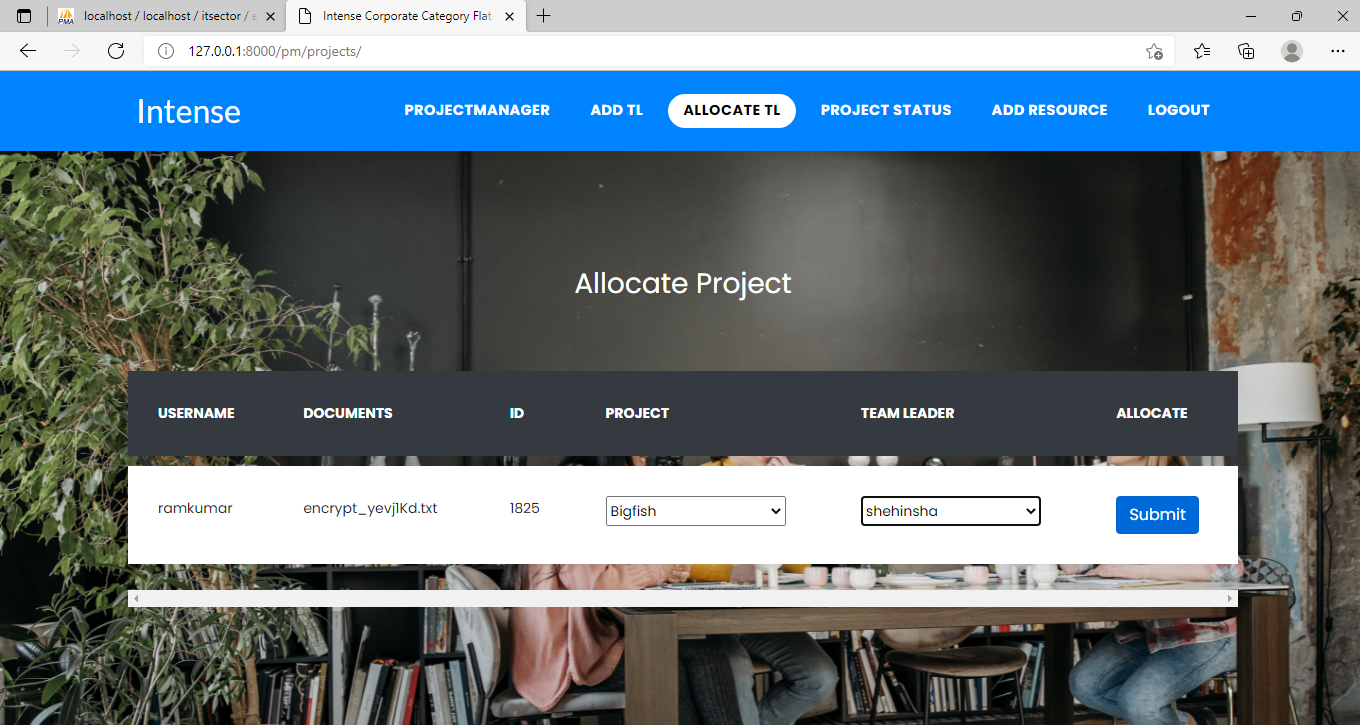 PMA
localhost / localhost / itsector / e
Intense Corporate Category Flat
127.0.0.1:8000/pm/projects/
Intense
PROJECTMANAGER ADD TL ALLOCATE TL PROJECT STATUS ADD RESOURCE LOGOUT
Allocate Project
USERNAME DOCUMENTS ID PROJECT TEAM LEADER ALLOCATE
ramkumar encrypt_yevj1Kd.txt 1825 Bigfish shehinsha Submit